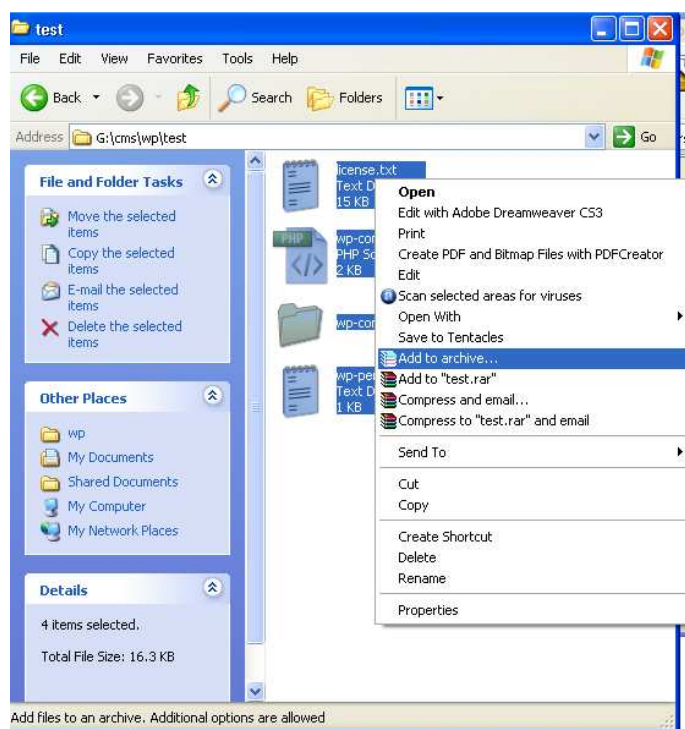 test
File Edit View Favorites Tools Help
Back Search Folders
Address G:\cms\wp\test Go
File and Folder Tasks
Move the selected
items
Copy the selected
items
E-mail the selected
items
Delete the selected
items
Other Places
wp
My Documents
Shared Documents
My Computer
My Network Places
Details
4 items selected.
Total File Size: 16.3 KB
license.txt
Text D
15 KB
PHP
wp-con
PHP Sc
2 KB
wp-con
wp-per
Text D
1 KB
Open
Edit with Adobe Dreamweaver CS3
Print
Create PDF and Bitmap Files with PDFCreator
Edit
Scan selected areas for viruses
Open With
Save to Tentacles
Add to archive...
Add to "test.rar"
Compress and email...
Compress to "test.rar" and email
Send To
Cut
Copy
Create Shortcut
Delete
Rename
Properties
Add files to an archive. Additional options are allowed